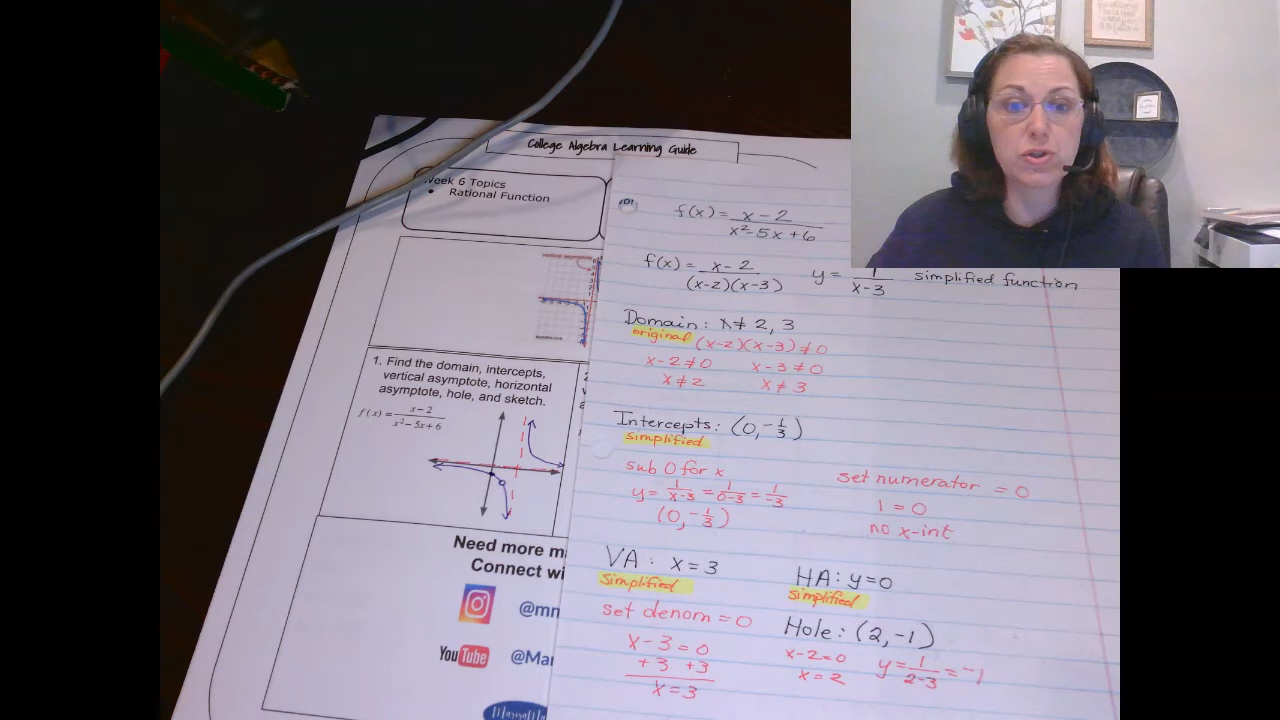 College Algebra Learning Guide
Week 6 Topics
• Rational Function
1. Find the domain, intercepts,
vertical asymptote, horizontal
asymptote, hole, and sketch.
f(x) = x-2 / x²-5x+6
Need more m
Connect wi
@mn
YouTube @Mar
f(x) = x-2 / x²-5x+6
f(x) = x-2 / (x-2)(x-3) y = 1 / x-3 simplified function
Domain: x ≠ 2, 3
original (x-2)(x-3) ≠ 0
x-2 ≠ 0 x-3 ≠ 0
x ≠ 2 x ≠ 3
Intercepts: (0, -1/3)
simplified
sub 0 for x
y = 1/x-3 = 1/0-3 = 1/-3
(0, -1/3)
set numerator = 0
1 = 0
no x-int
VA: x = 3
simplified
set denom = 0
x-3 = 0
+3 +3
x = 3
HA: y = 0
simplified
Hole: (2, -1)
x-2 = 0
x = 2
y = 1/2-3 = -1